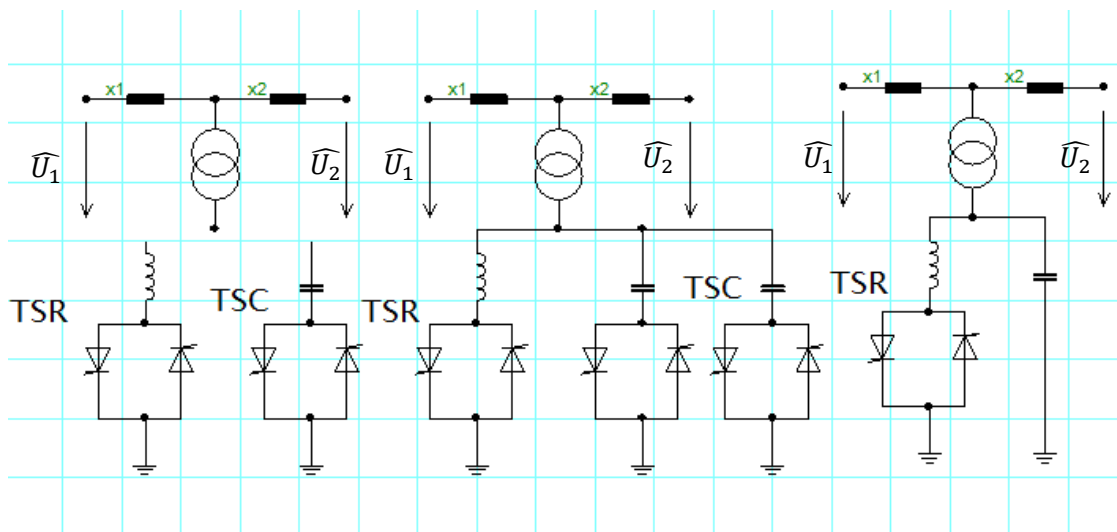 x1 x2 x1 x2 x1 x2
Û₁ Û₂ Û₁ Û₂ Û₁ Û₂
TSR TSC TSR TSC TSR